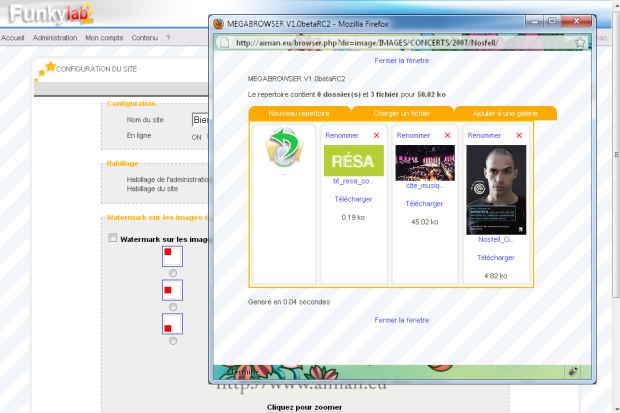 Funkylab2
Accueil Administration Mon compte Contenu ?
CONFIGURATION DU SITE
Configuration
Nom du site
Bien
En ligne
ON
Habillage
Habillage de l'administratio
Habillage du site
Watermark sur les images d
Watermark sur les image
MEGABROWSER V1.0betaRC2 - Mozilla Firefox
http://aiman.eu/browser.php?dir=image/IMAGES/CONCERTS/2007/Nosfell/
Fermer la fenetre
MEGABROWSER V1.0betaRC2
Le repertoire contient 0 dossier(s) et 3 fichier pour 50.02 ko
Nouveau repertoire Charger un fichier Ajouter à une galerie
..
Renommer
RÉSA
bt_resa_co...
Télécharger
0.19 ko
Renommer
cite_musiq...
Télécharger
45.02 ko
Renommer
Nosfell_Ci...
Télécharger
4.82 ko
Generé en 0.04 secondes
Fermer la fenetre
Terminé
http://www.aiman.eu
Cliquez pour zoomer